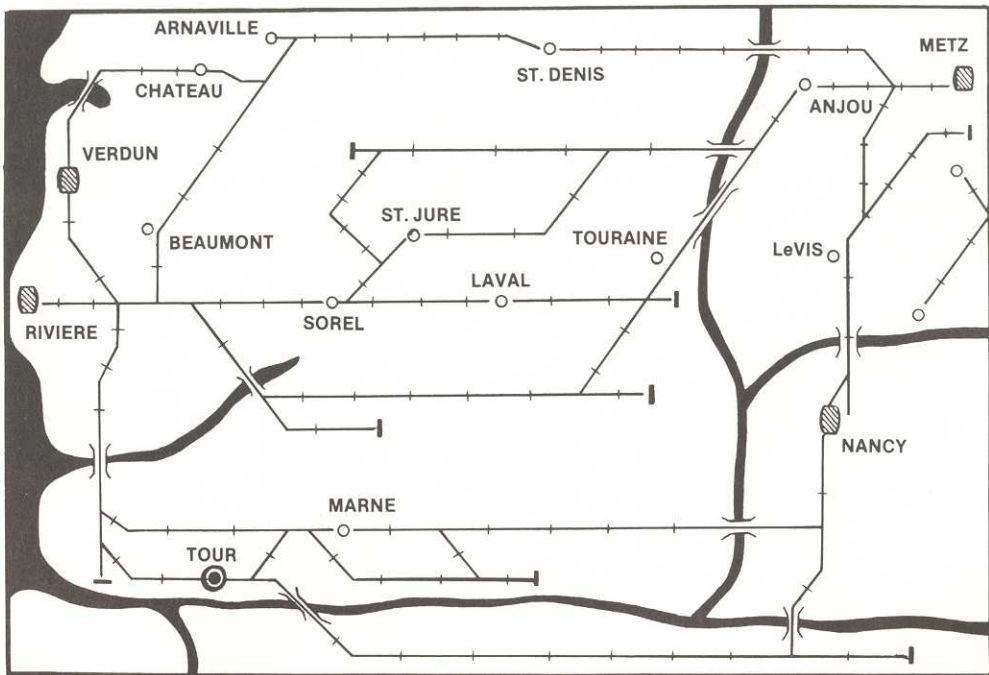 ARNAVILLE
METZ
ST. DENIS
CHATEAU
ANJOU
VERDUN
ST. JURE
BEAUMONT
TOURAINE
LeVIS
LAVAL
RIVIERE
SOREL
NANCY
MARNE
TOUR